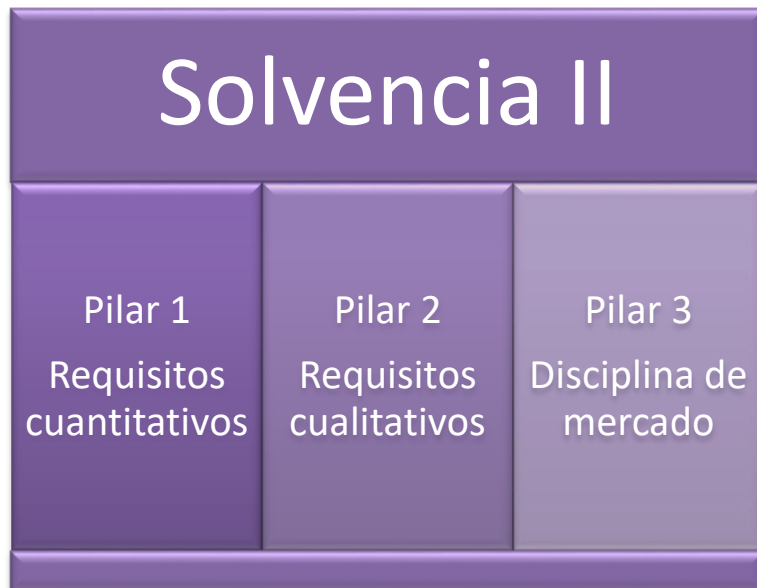 Solvencia II
Pilar 1
Requisitos
cuantitativos
Pilar 2
Requisitos
cualitativos
Pilar 3
Disciplina de
mercado